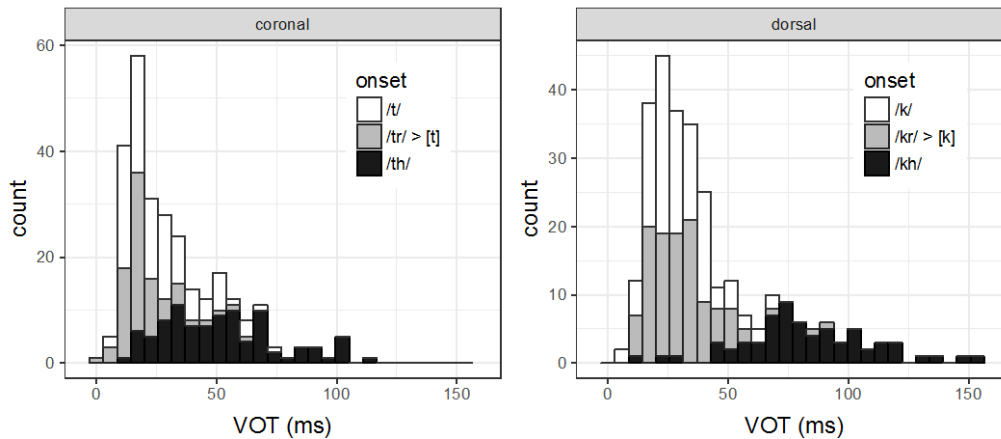 coronal
60
40
20
0
count
onset
/t/
/tr/ > [t]
/th/
0 50 100 150
VOT (ms)
dorsal
40
30
20
10
0
count
onset
/k/
/kr/ > [k]
/kh/
0 50 100 150
VOT (ms)